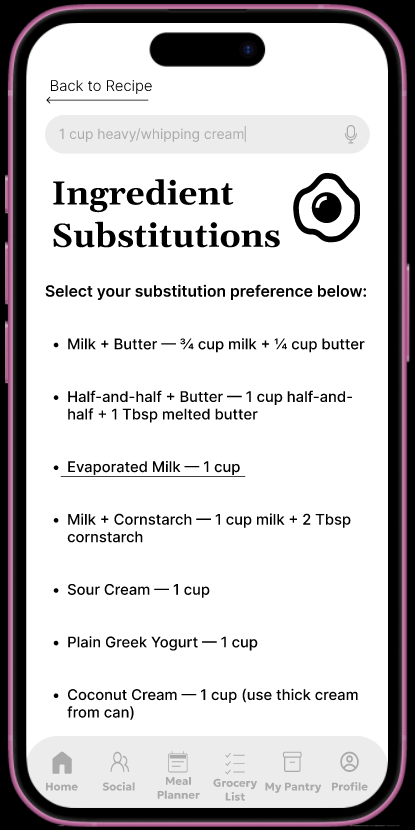 Back to Recipe
1 cup heavy/whipping cream
Ingredient
Substitutions
Select your substitution preference below:
• Milk + Butter — ¾ cup milk + ¼ cup butter
• Half-and-half + Butter — 1 cup half-and-
half + 1 Tbsp melted butter
• Evaporated Milk — 1 cup
• Milk + Cornstarch — 1 cup milk + 2 Tbsp
cornstarch
• Sour Cream — 1 cup
• Plain Greek Yogurt — 1 cup
• Coconut Cream — 1 cup (use thick cream
from can)
Home
Social
Meal
Planner
Grocery
List
My Pantry
Profile